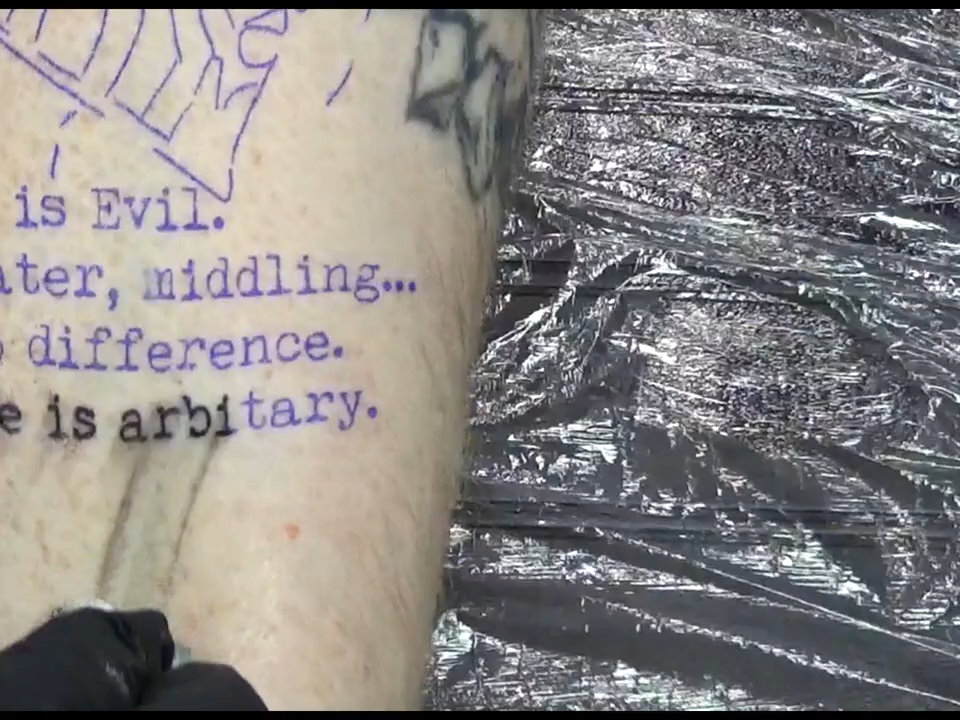 is Evil.
ater, middling...
difference.
e is arbitary.